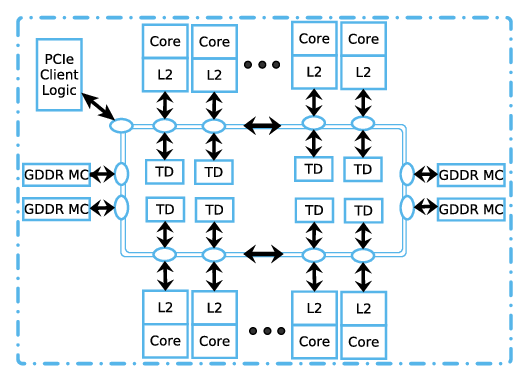 Core Core Core Core
PCIe
Client
Logic
L2 L2 L2 L2
TD TD TD TD
GDDR MC GDDR MC
GDDR MC GDDR MC
TD TD TD TD
L2 L2 L2 L2
Core Core Core Core